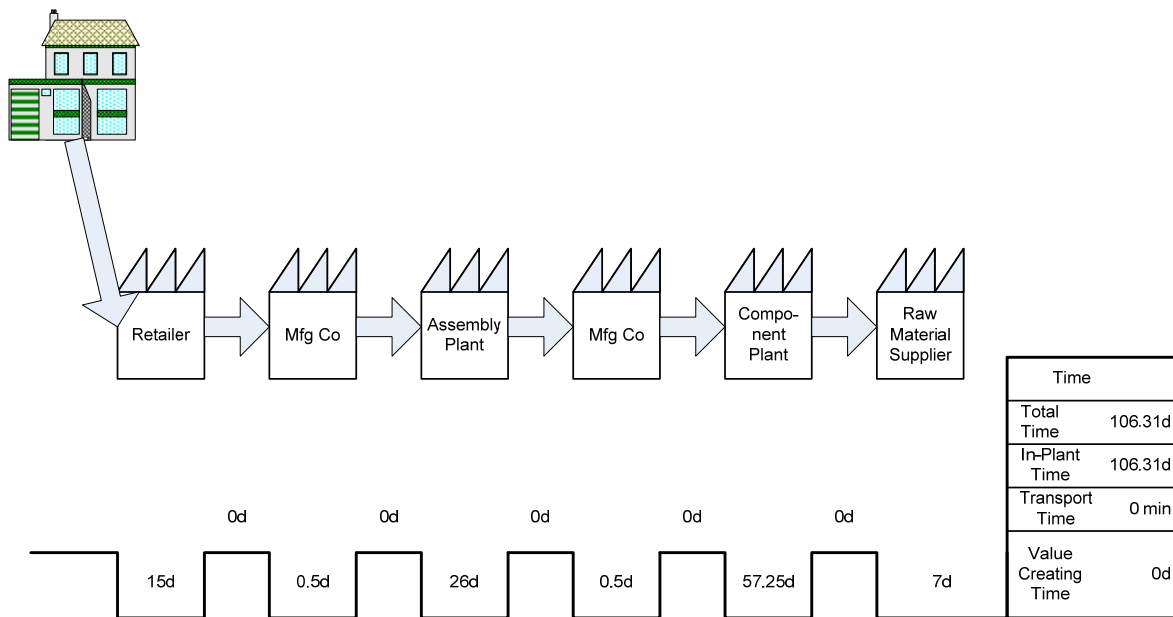 Retailer
Mfg Co
Assembly
Plant
Mfg Co
Compo-
nent
Plant
Raw
Material
Supplier
Time
Total
Time
106.31d
In-Plant
Time
106.31d
Transport
Time
0 min
Value
Creating
Time
0d
0d
0d
0d
0d
0d
15d
0.5d
26d
0.5d
57.25d
7d